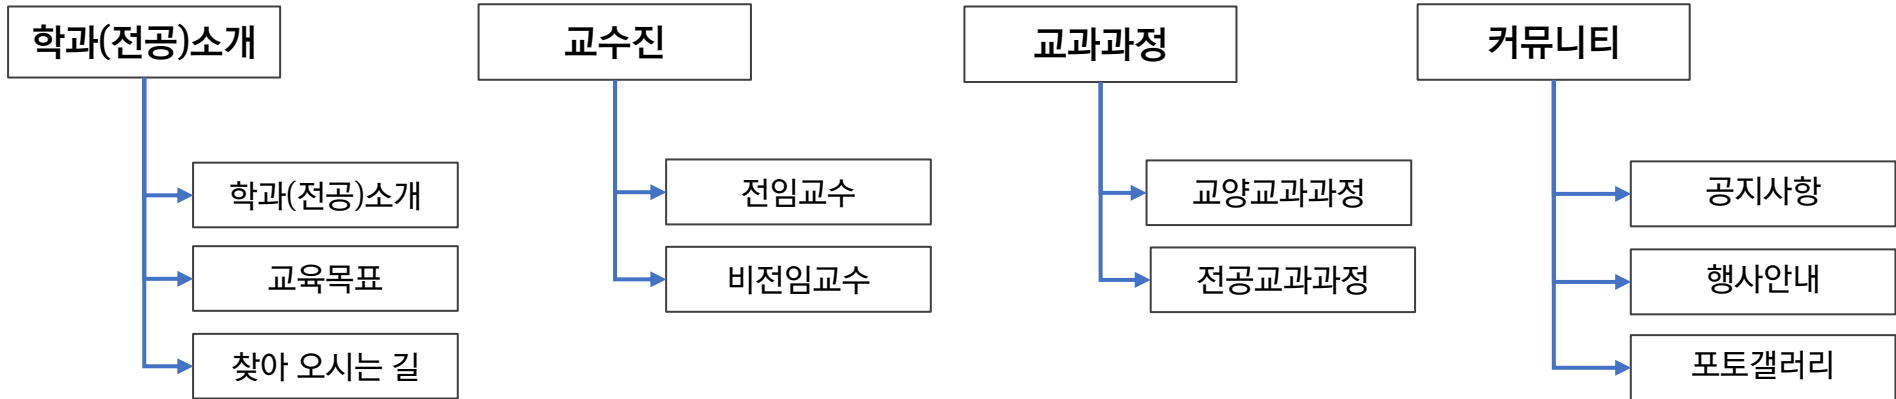 학과(전공)소개
학과(전공)소개
교육목표
찾아 오시는 길
교수진
전임교수
비전임교수
교과과정
교양교과과정
전공교과과정
커뮤니티
공지사항
행사안내
포토갤러리